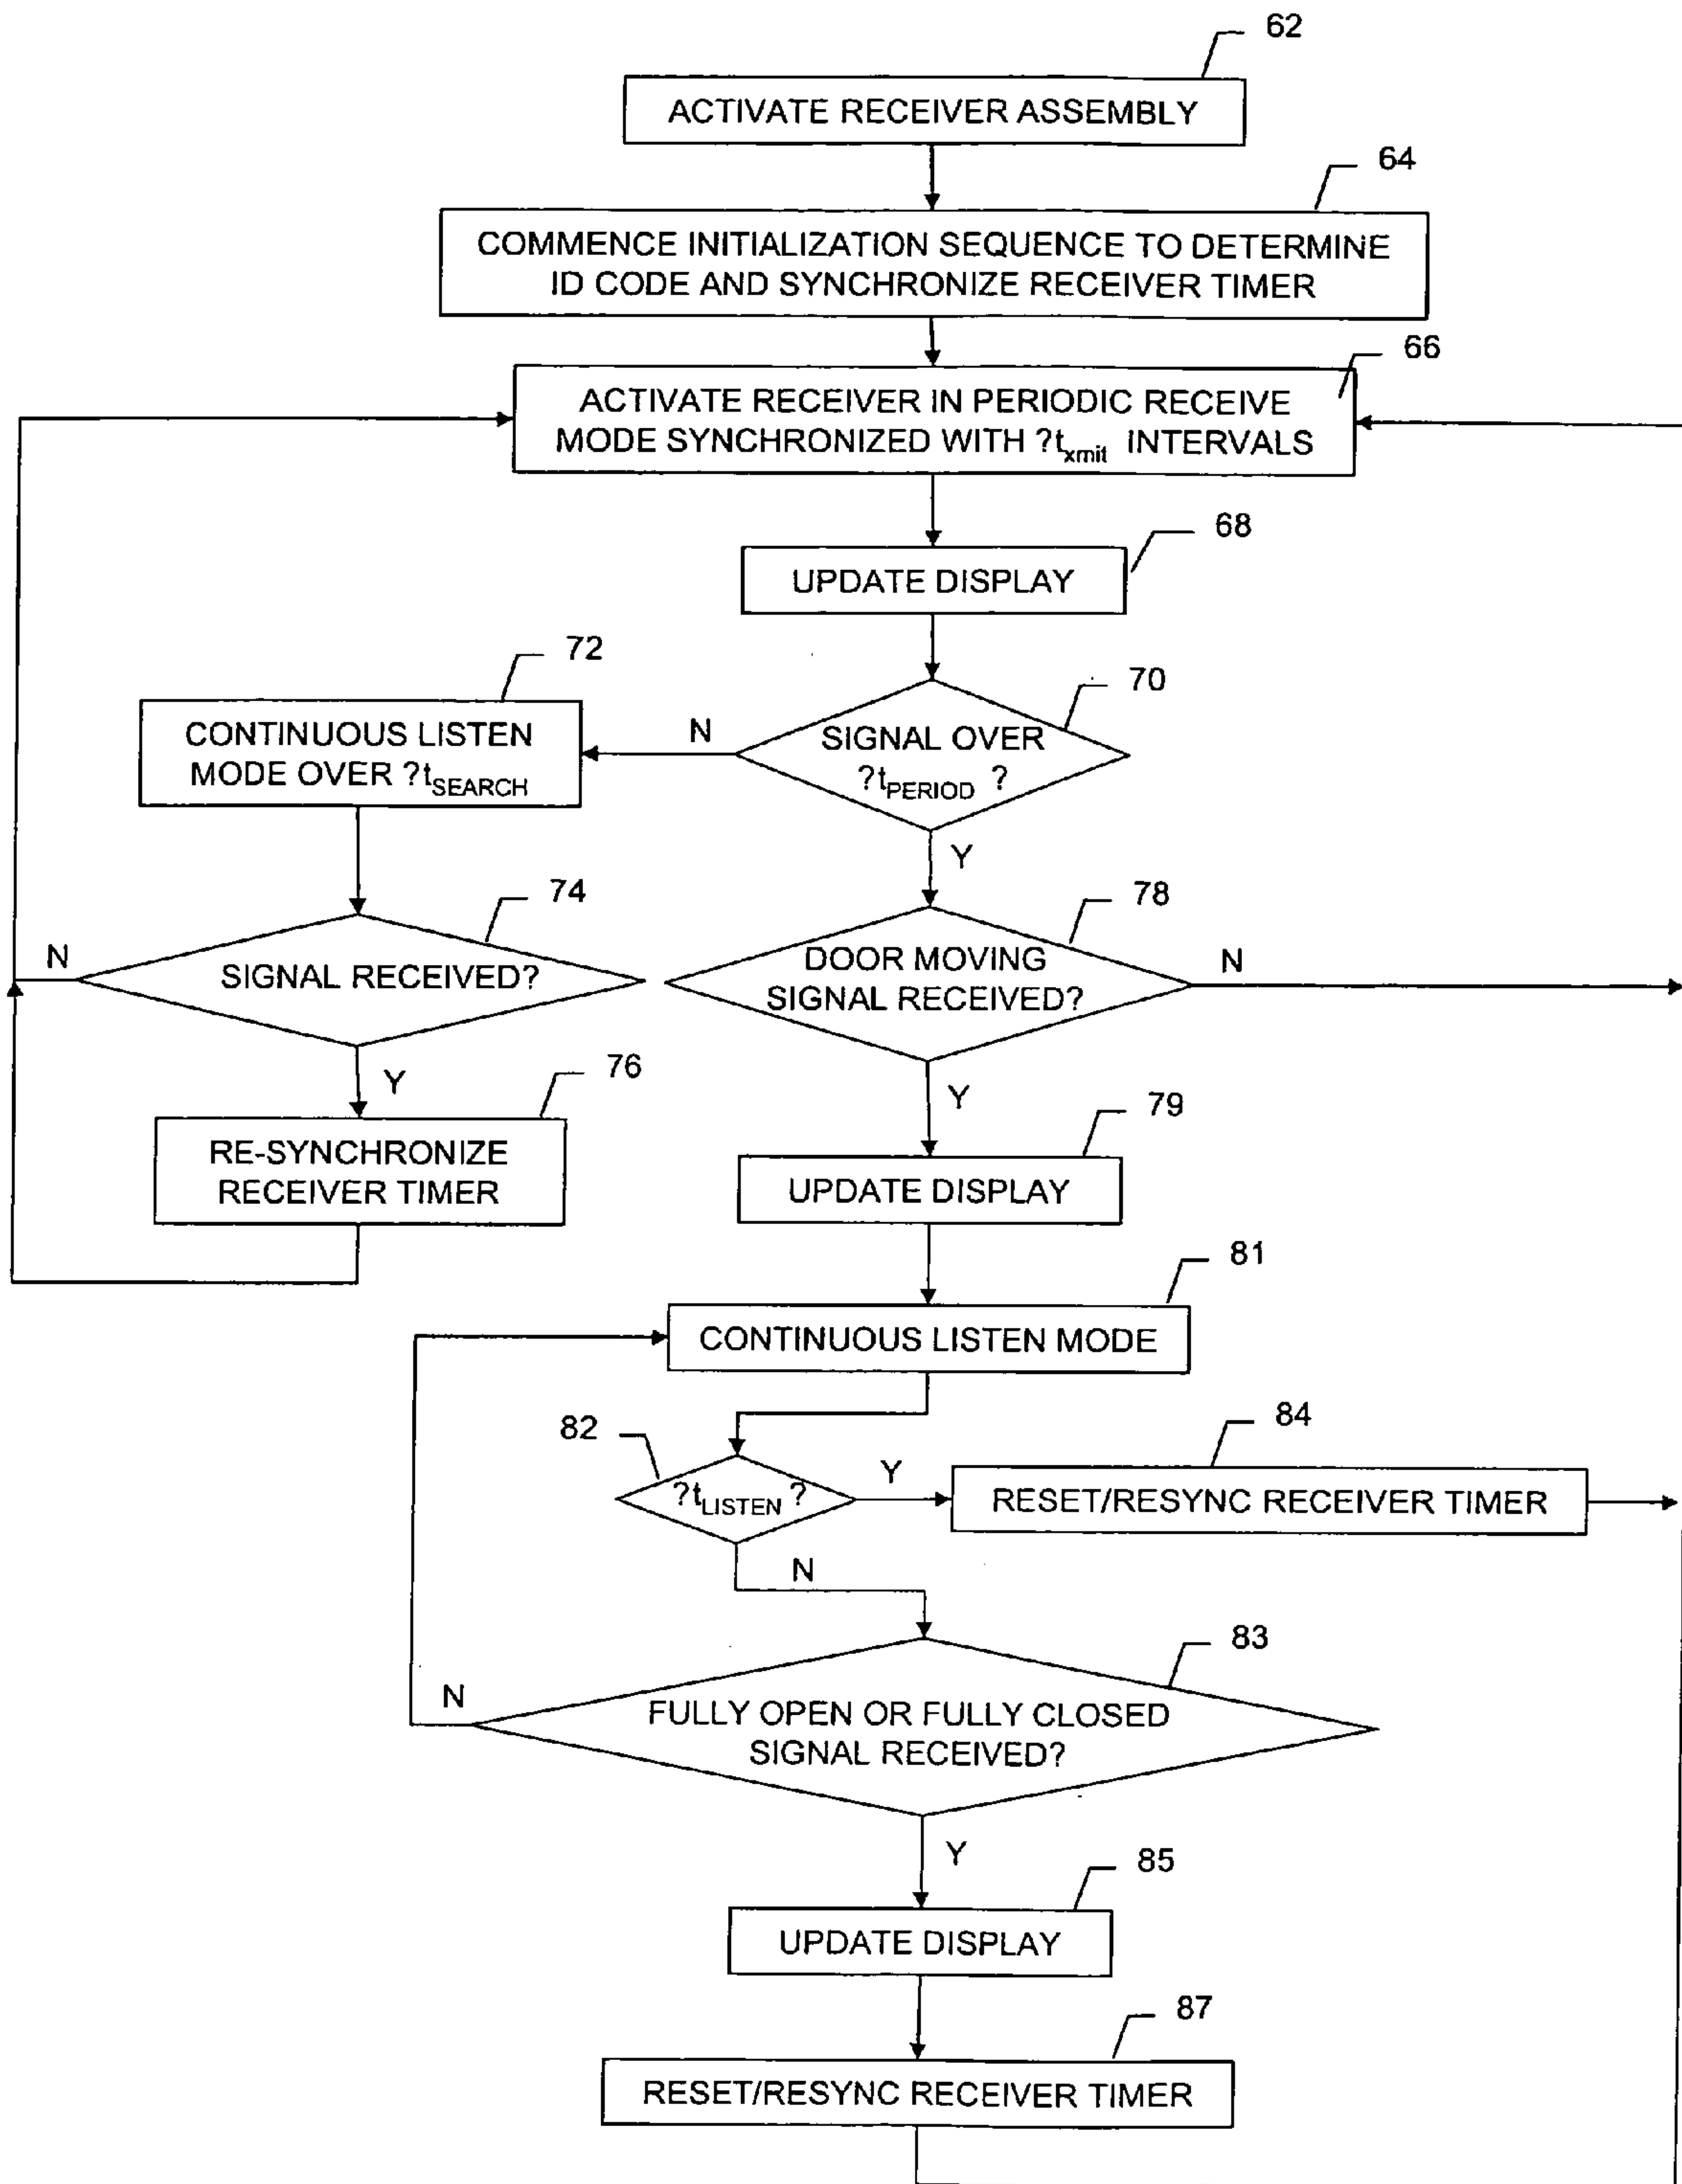 62
ACTIVATE RECEIVER ASSEMBLY
64
COMMENCE INITIALIZATION SEQUENCE TO DETERMINE
ID CODE AND SYNCHRONIZE RECEIVER TIMER
66
ACTIVATE RECEIVER IN PERIODIC RECEIVE
MODE SYNCHRONIZED WITH ?txmit INTERVALS
68
UPDATE DISPLAY
72
70
CONTINUOUS LISTEN
MODE OVER ?tSEARCH
N
SIGNAL OVER
?tPERIOD ?
Y
74
78
N
SIGNAL RECEIVED?
DOOR MOVING
SIGNAL RECEIVED?
N
Y
76
Y
79
RE-SYNCHRONIZE
RECEIVER TIMER
UPDATE DISPLAY
81
CONTINUOUS LISTEN MODE
82
84
?tLISTEN ?
Y
RESET/RESYNC RECEIVER TIMER
N
83
N
FULLY OPEN OR FULLY CLOSED
SIGNAL RECEIVED?
Y
85
UPDATE DISPLAY
87
RESET/RESYNC RECEIVER TIMER